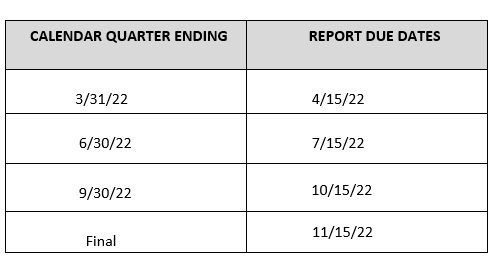 CALENDAR QUARTER ENDING REPORT DUE DATES
3/31/22 4/15/22
6/30/22 7/15/22
9/30/22 10/15/22
Final 11/15/22